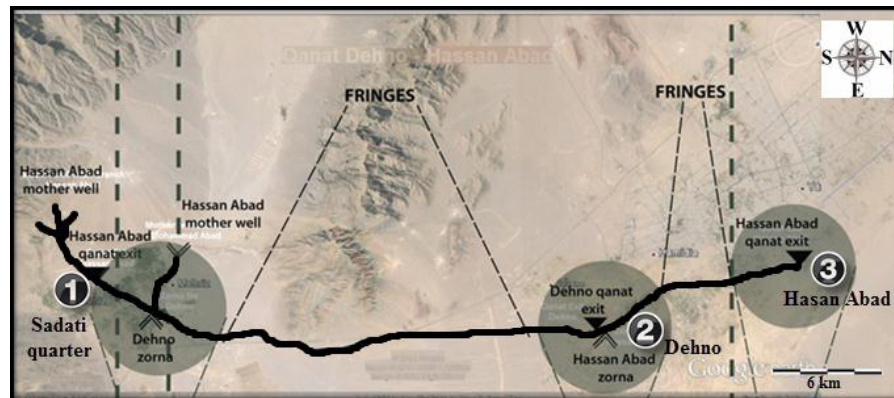 Qanat Dehno - Hassan Abad
W
S N
E
FRINGES
FRINGES
Hassan Abad
mother well
Hassan Abad
mother well
Hassan Abad
qanat exit
1
Sadati
quarter
Dehno
zorna
Dehno qanat
exit
2
Dehno
Hassan Abad
zorna
Hassan Abad
qanat exit
3
Hasan Abad
Google earth
6 km